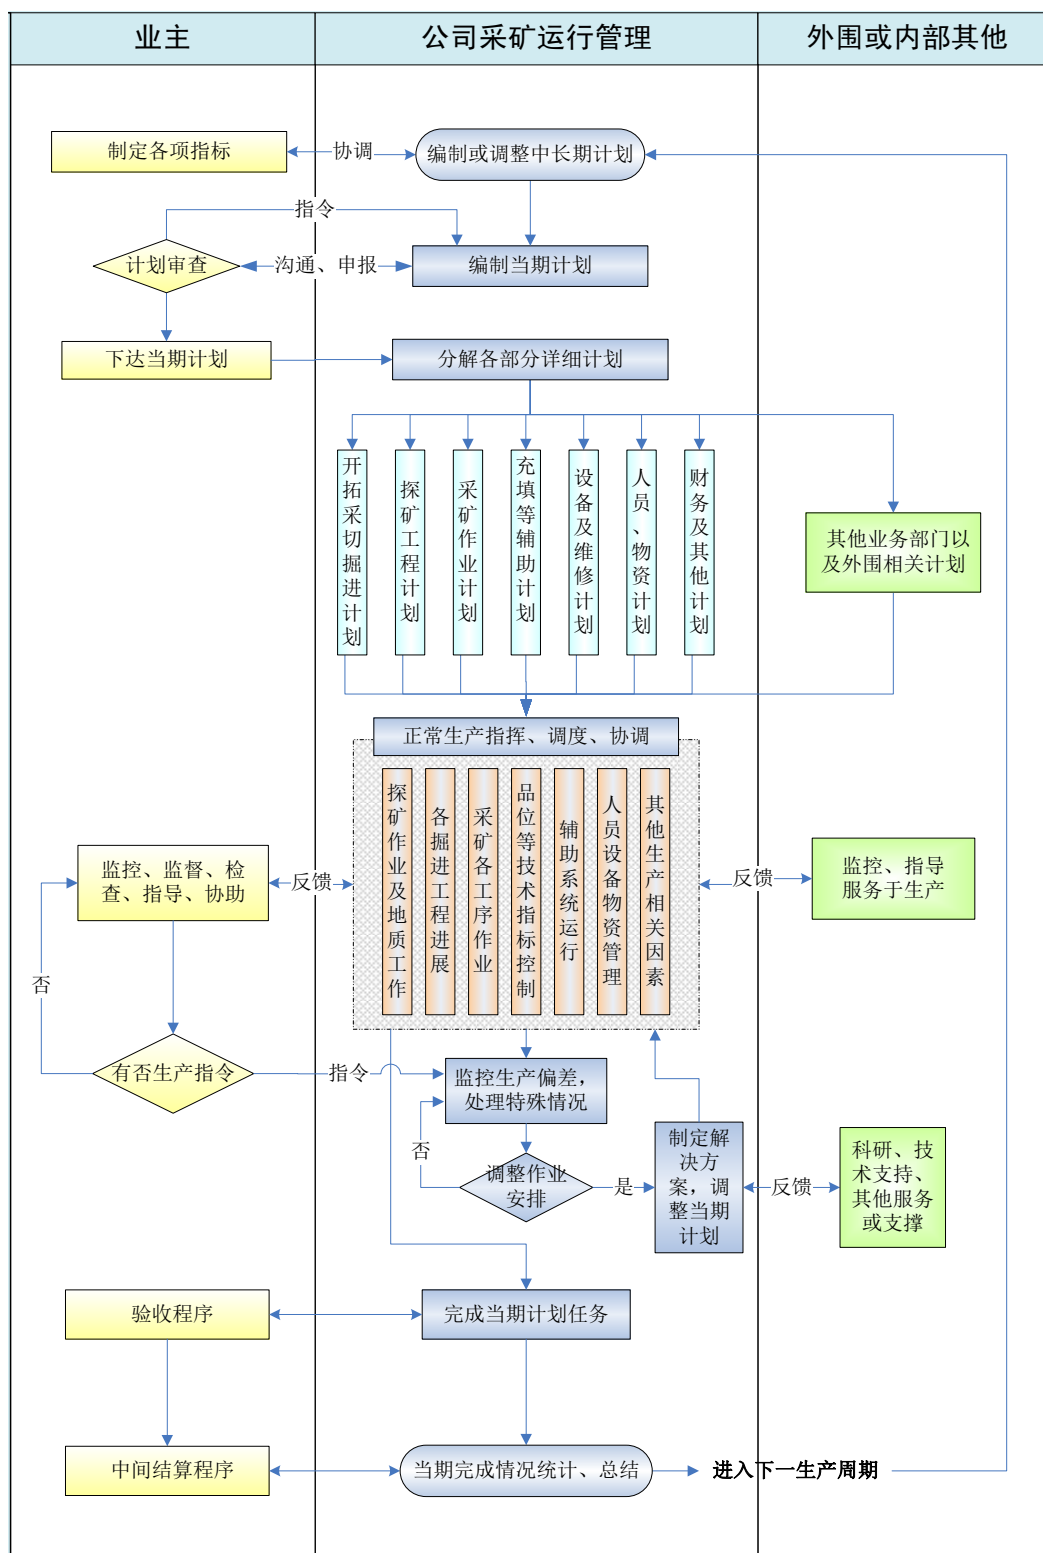 业主
公司采矿运行管理
外围或内部其他
制定各项指标
协调
编制或调整中长期计划
指令
计划审查
沟通、申报
编制当期计划
下达当期计划
分解各部分详细计划
开拓采切掘进计划
探矿工程计划
采矿作业计划
充填等辅助计划
设备及维修计划
人员、物资计划
财务及其他计划
其他业务部门以
及外围相关计划
正常生产指挥、调度、协调
探矿作业及地质工作
各掘进工程进展
采矿各工序作业
品位等技术指标控制
辅助系统运行
人员设备物资管理
其他生产相关因素
监控、监督、检
查、指导、协助
反馈
反馈
监控、指导
服务于生产
否
有否生产指令
指令
监控生产偏差，
处理特殊情况
否
调整作业
安排
是
制定解
决方
案，调
整当期
计划
反馈
科研、技
术支持、
其他服务
或支撑
验收程序
完成当期计划任务
中间结算程序
当期完成情况统计、总结
进入下一生产周期